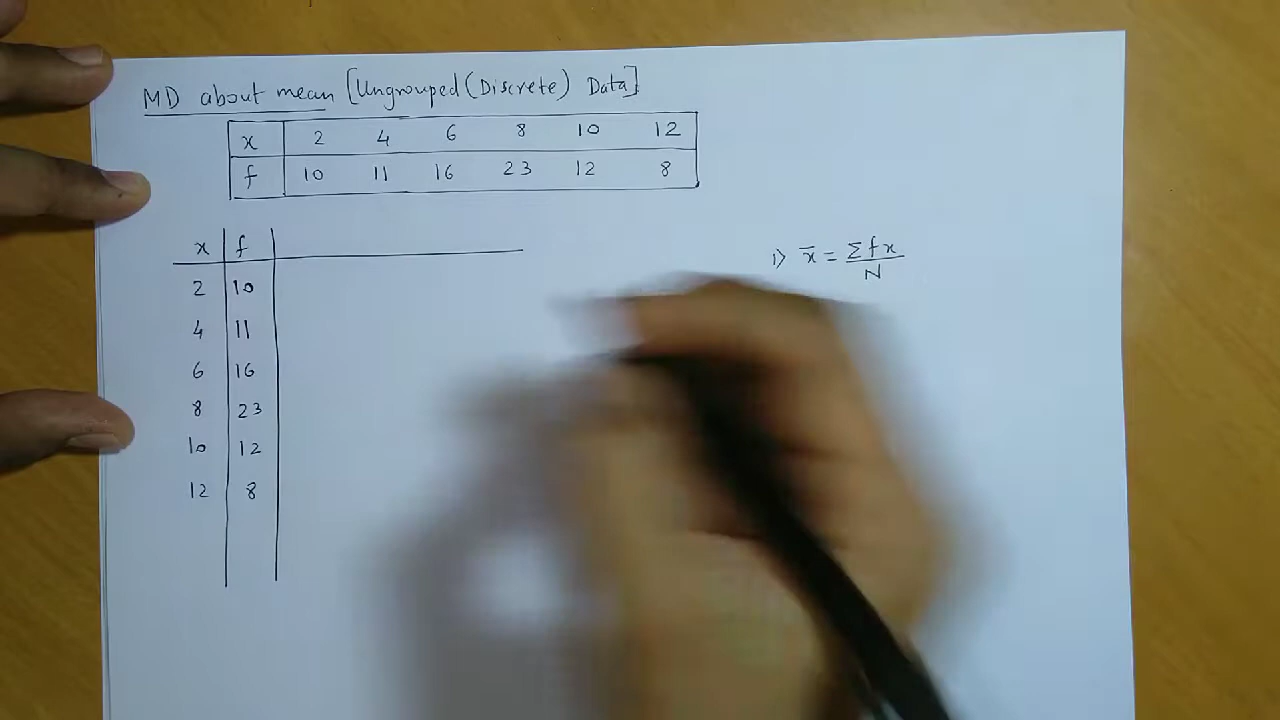 MD about mean [Ungrouped (Discrete) Data]
x 2 4 6 8 10 12
f 10 11 16 23 12 8
x f
2 10
4 11
6 16
8 23
10 12
12 8
1) x̄ = Σfx / N